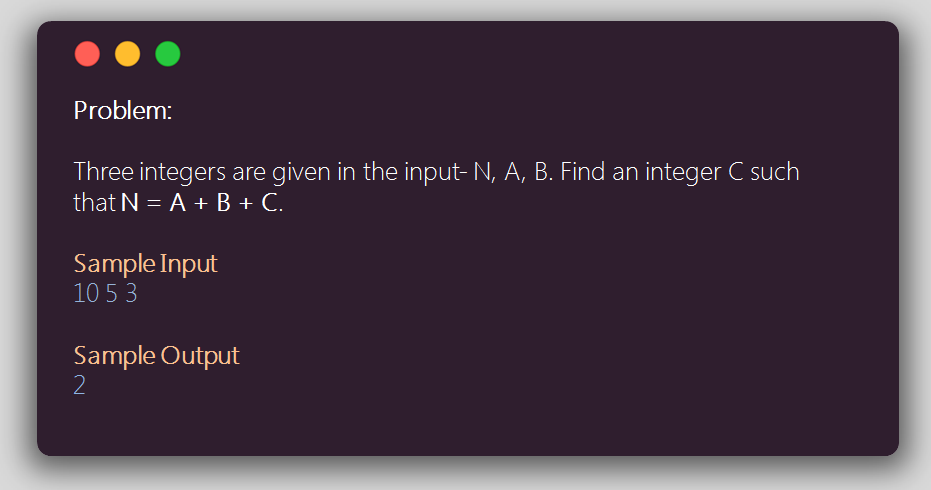 Problem:
Three integers are given in the input- N, A, B. Find an integer C such
that N = A + B + C.
Sample Input
10 5 3
Sample Output
2